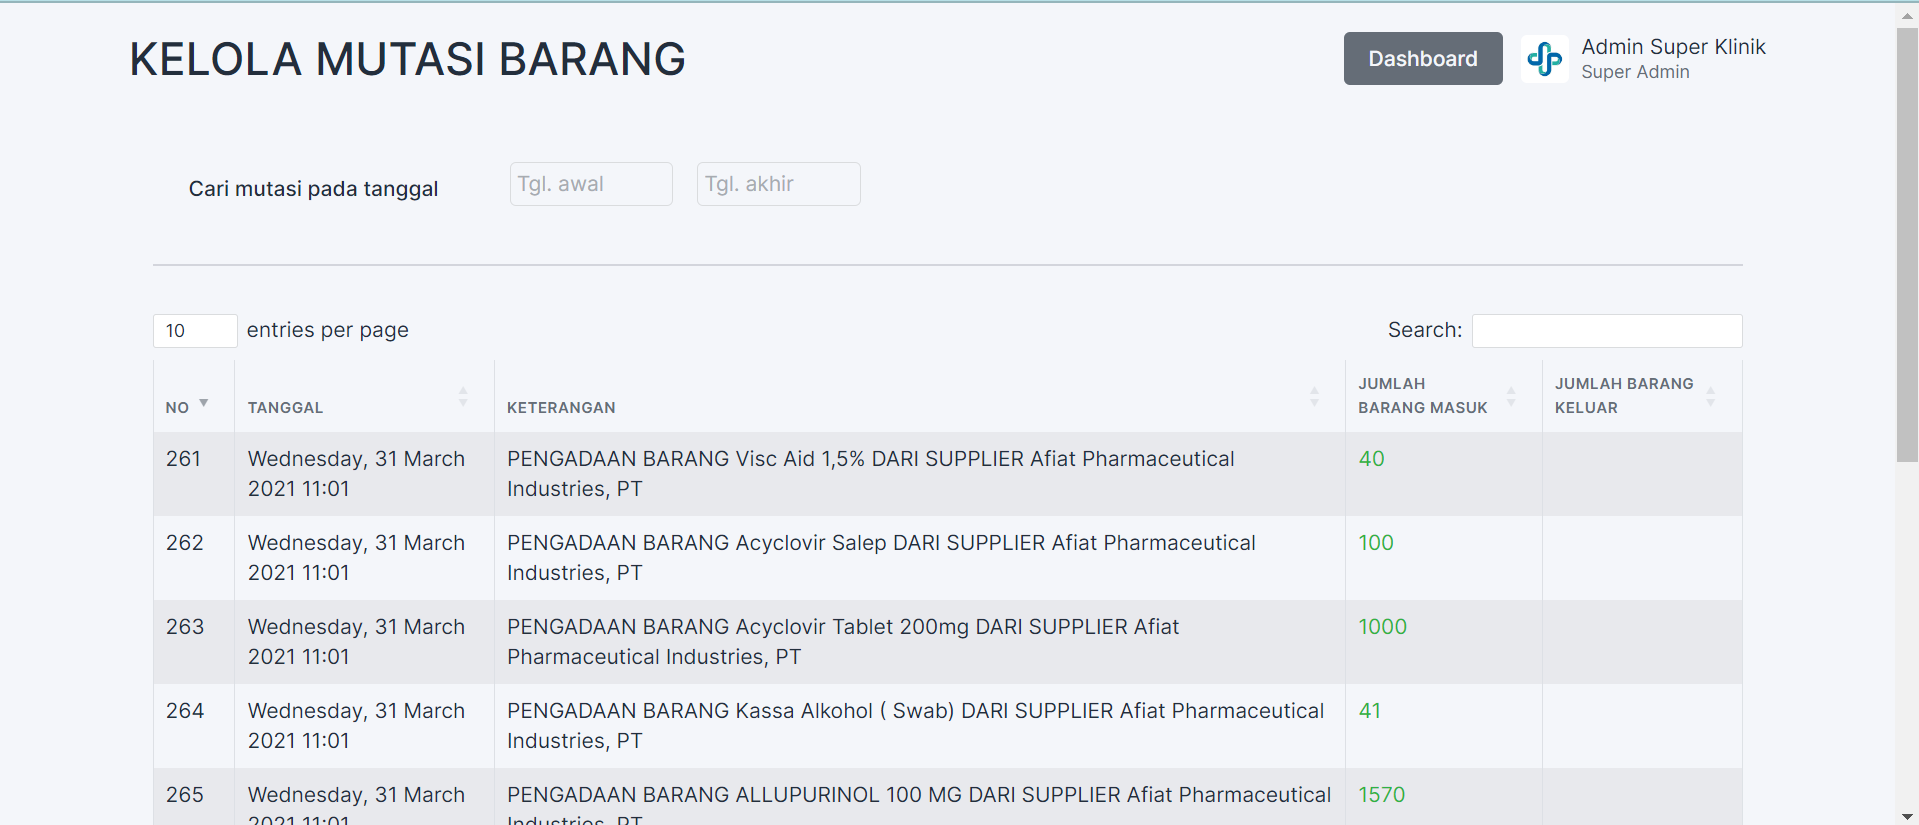 KELOLA MUTASI BARANG
Dashboard
Admin Super Klinik
Super Admin
Cari mutasi pada tanggal
Tgl. awal
Tgl. akhir
10 entries per page
Search:
NO
TANGGAL
KETERANGAN
JUMLAH
BARANG MASUK
JUMLAH BARANG
KELUAR
261
Wednesday, 31 March
2021 11:01
PENGADAAN BARANG Visc Aid 1,5% DARI SUPPLIER Afiat Pharmaceutical
Industries, PT
40
262
Wednesday, 31 March
2021 11:01
PENGADAAN BARANG Acyclovir Salep DARI SUPPLIER Afiat Pharmaceutical
Industries, PT
100
263
Wednesday, 31 March
2021 11:01
PENGADAAN BARANG Acyclovir Tablet 200mg DARI SUPPLIER Afiat
Pharmaceutical Industries, PT
1000
264
Wednesday, 31 March
2021 11:01
PENGADAAN BARANG Kassa Alkohol ( Swab) DARI SUPPLIER Afiat Pharmaceutical
Industries, PT
41
265
Wednesday, 31 March
2021 11:01
PENGADAAN BARANG ALLUPURINOL 100 MG DARI SUPPLIER Afiat Pharmaceutical
Industries, PT
1570